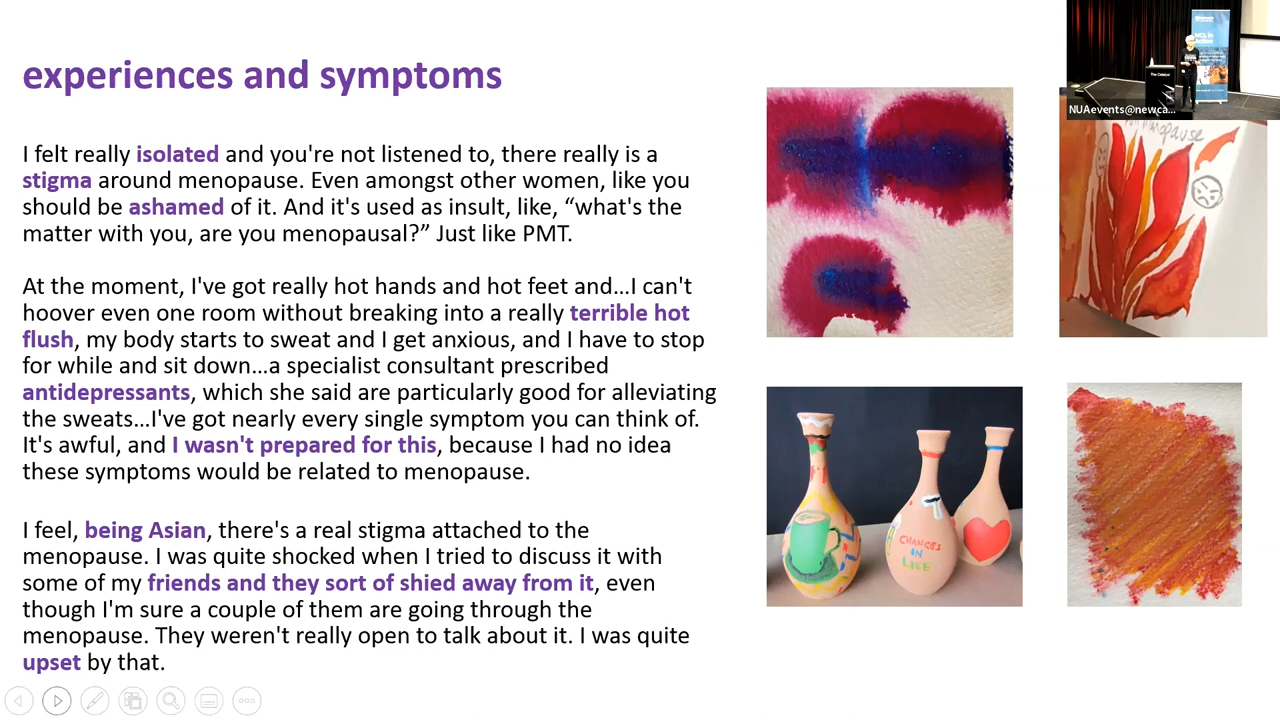 experiences and symptoms
I felt really isolated and you're not listened to, there really is a
stigma around menopause. Even amongst other women, like you
should be ashamed of it. And it's used as insult, like, “what's the
matter with you, are you menopausal?” Just like PMT.
At the moment, I've got really hot hands and hot feet and…I can't
hoover even one room without breaking into a really terrible hot
flush, my body starts to sweat and I get anxious, and I have to stop
for while and sit down…a specialist consultant prescribed
antidepressants, which she said are particularly good for alleviating
the sweats…I've got nearly every single symptom you can think of.
It's awful, and I wasn't prepared for this, because I had no idea
these symptoms would be related to menopause.
I feel, being Asian, there's a real stigma attached to the
menopause. I was quite shocked when I tried to discuss it with
some of my friends and they sort of shied away from it, even
though I'm sure a couple of them are going through the
menopause. They weren't really open to talk about it. I was quite
upset by that.
The Catalyst
NUAevents@newca...
menopause
CHANGES
IN
LIFE